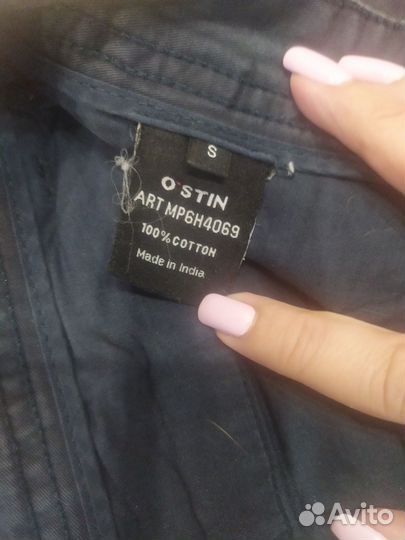 S
O'STIN
ART MP6H4069
100% COTTON
Made in India
Avito